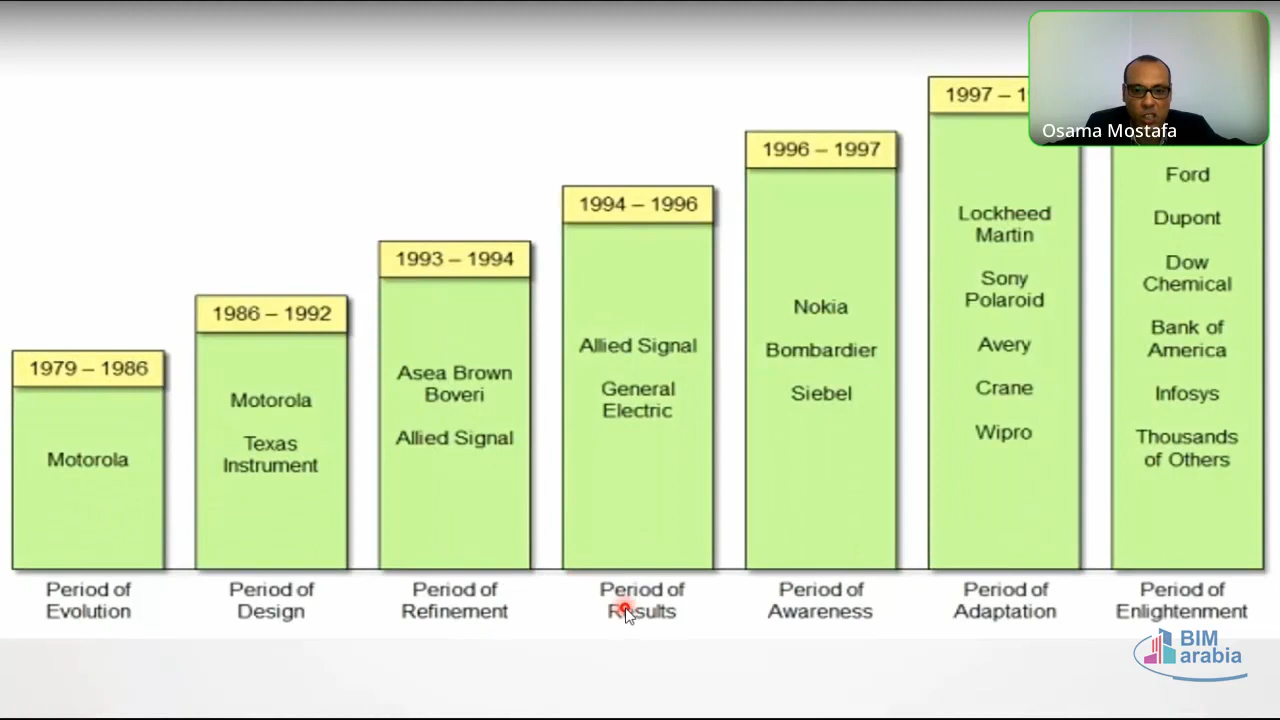 1979 – 1986
Motorola
Period of
Evolution
1986 – 1992
Motorola
Texas
Instrument
Period of
Design
1993 – 1994
Asea Brown
Boveri
Allied Signal
Period of
Refinement
1994 – 1996
Allied Signal
General
Electric
Period of
Results
1996 – 1997
Nokia
Bombardier
Siebel
Period of
Awareness
1997 –
Lockheed
Martin
Sony
Polaroid
Avery
Crane
Wipro
Period of
Adaptation
Ford
Dupont
Dow
Chemical
Bank of
America
Infosys
Thousands
of Others
Period of
Enlightenment
Osama Mostafa
BIM
arabia